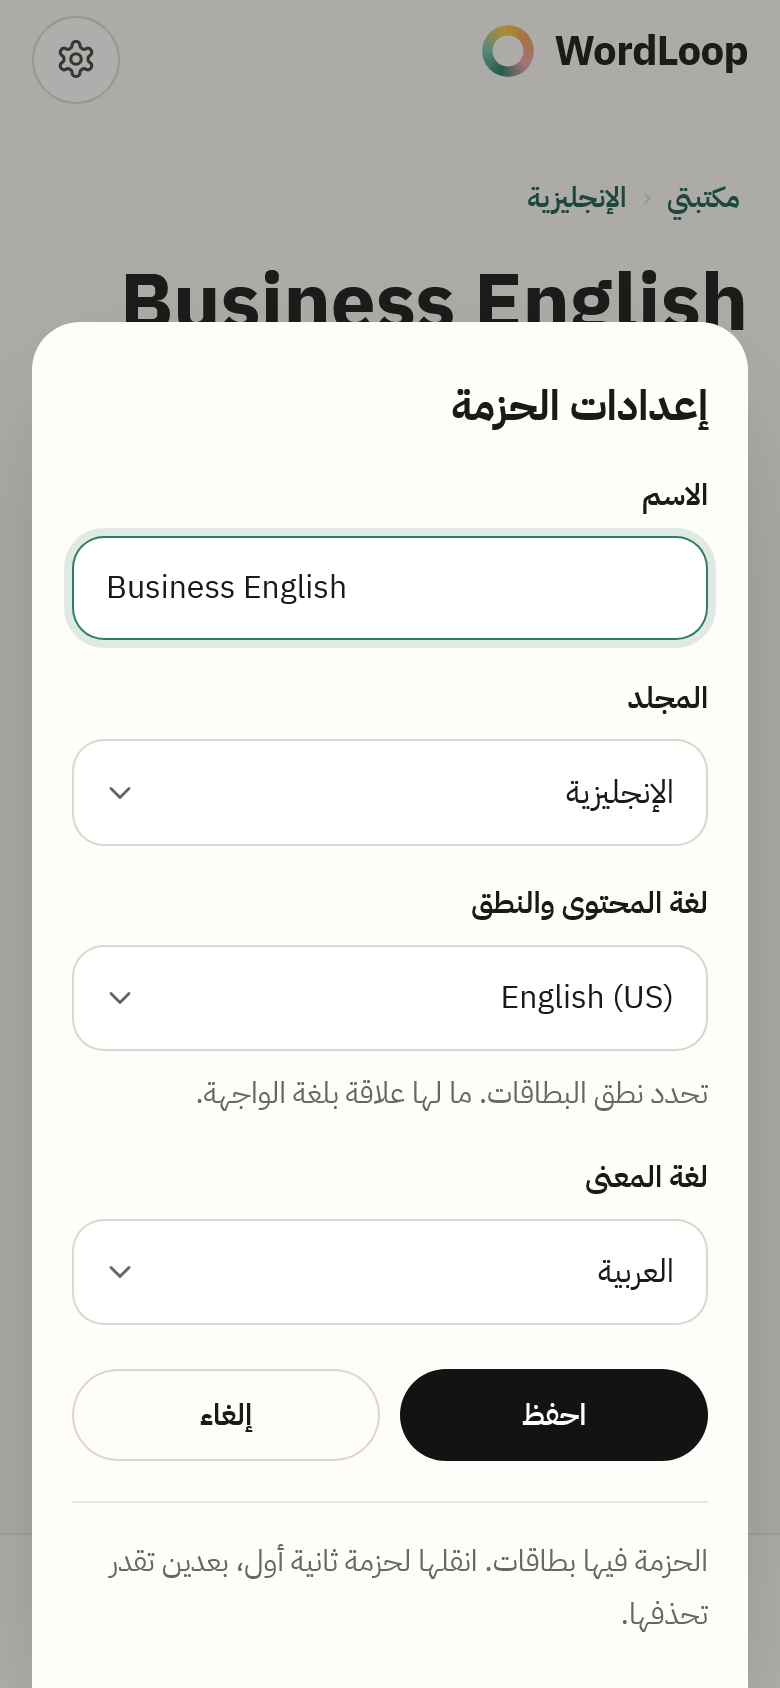 WordLoop
مكتبتي › الإنجليزية
Business English
إعدادات الحزمة
الاسم
Business English
المجلد
الإنجليزية
لغة المحتوى والنطق
English (US)
تحدد نطق البطاقات. ما لها علاقة بلغة الواجهة.
لغة المعنى
العربية
احفظ
إلغاء
الحزمة فيها بطاقات. انقلها لحزمة ثانية أول، بعدين تقدر
تحذفها.